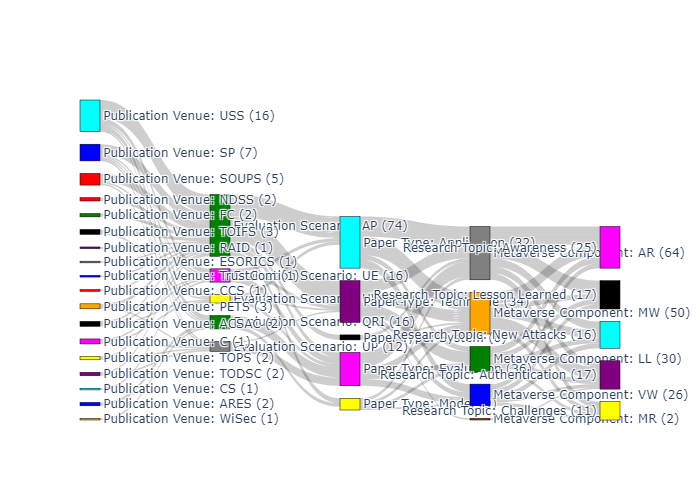 Publication Venue: USS (16)
Publication Venue: SP (7)
Publication Venue: SOUPS (5)
Publication Venue: NDSS (2)
Publication Venue: FC (2)
Publication Venue: TOIFS (3)
Publication Venue: RAID (1)
Publication Venue: ESORICS (1)
Publication Venue: TrustCom (1)
Publication Venue: CCS (1)
Publication Venue: PETS (3)
Publication Venue: ACSAC (2)
Publication Venue: (1)
Publication Venue: TOPS (2)
Publication Venue: TODSC (2)
Publication Venue: CS (1)
Publication Venue: ARES (2)
Publication Venue: WiSec (1)
Evaluation Scenario: AP (74)
Scenario: UE (16)
Evaluation Scenario:
Scenario: QRI (16)
Evaluation Scenario: UP (12)
Paper Type: Application (32)
Paper Type: Technique (34)
Paper
Paper Type: Evaluation (36)
Paper Type: Model
Metaverse Component: AR (64)
Metaverse Component: MW (50)
Metaverse Component: LL (30)
Metaverse Component: VW (26)
Metaverse Component: MR (2)
Research Topic: Awareness (25)
Research Topic: Lesson Learned (17)
Research Topic: New Attacks (16)
Research Topic: Authentication (17)
Research Topic: Challenges (11)